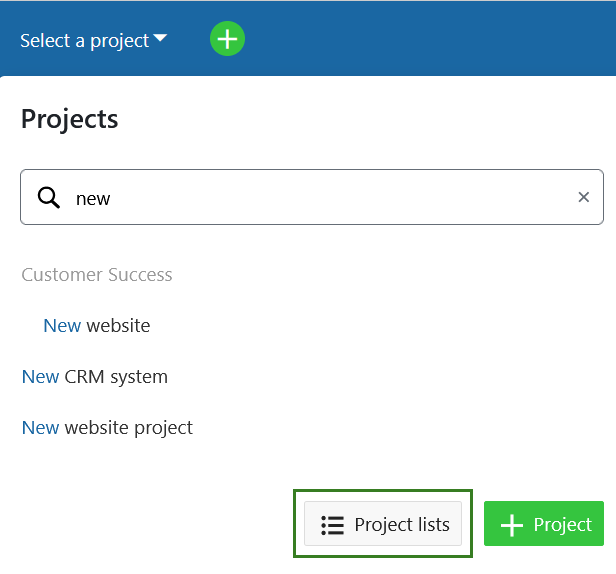 Select a project
Projects
new
Customer Success
New website
New CRM system
New website project
Project lists
Project